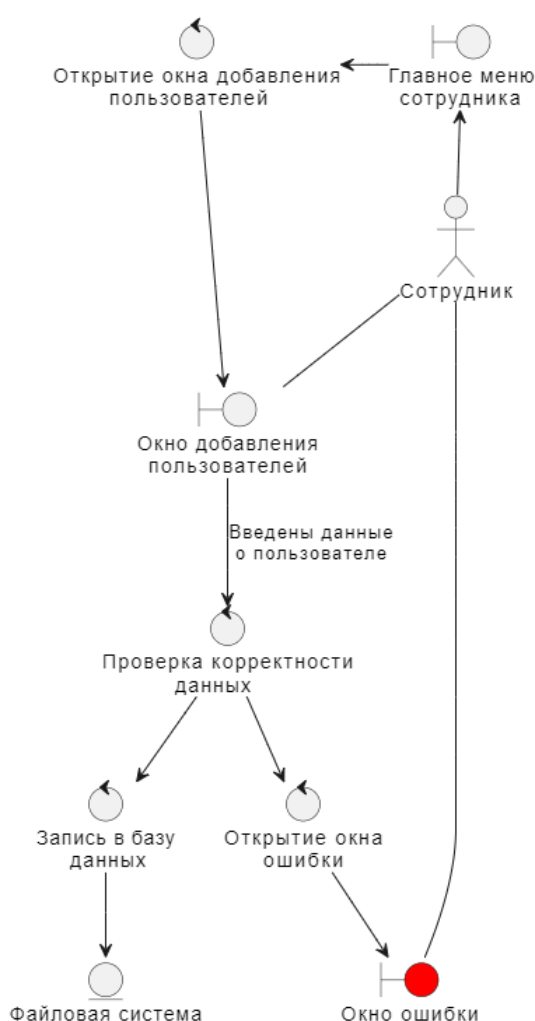 Открытие окна добавления
пользователей
Главное меню
сотрудника
Сотрудник
Окно добавления
пользователей
Введены данные
о пользователе
Проверка корректности
данных
Запись в базу
данных
Открытие окна
ошибки
Файловая система
Окно ошибки